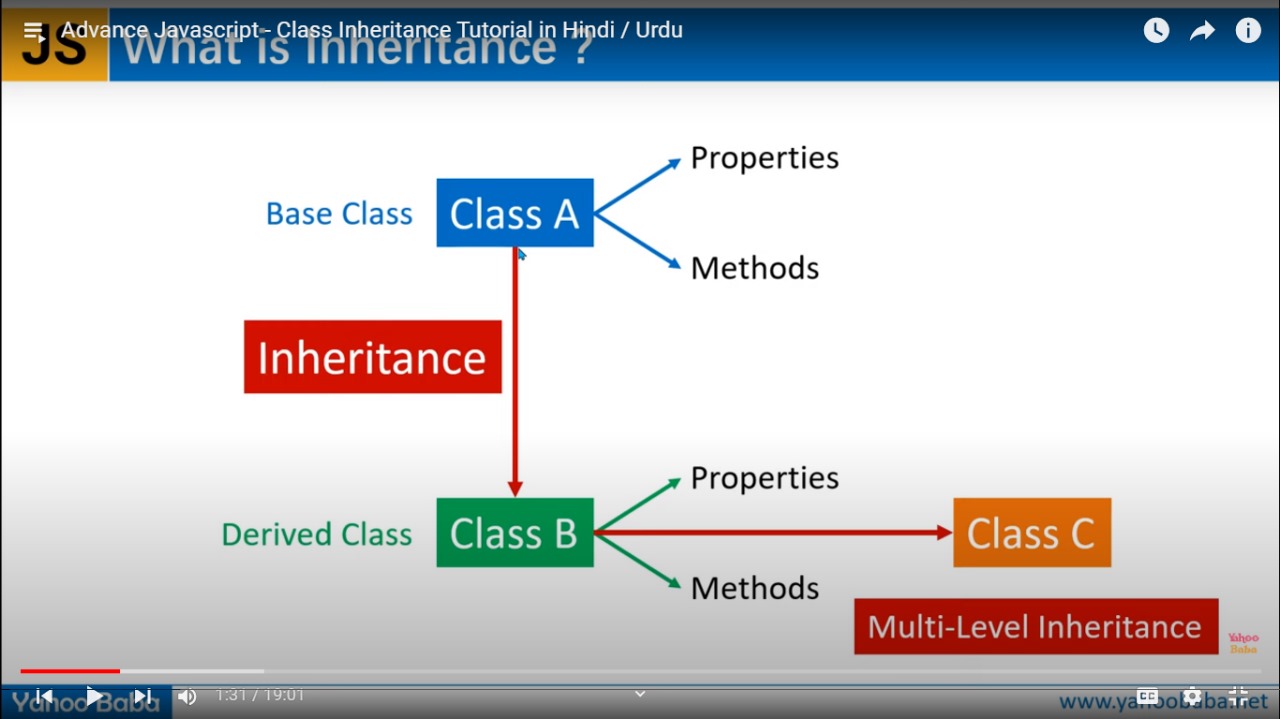 Advance Javascript - Class Inheritance Tutorial in Hindi / Urdu
JS
What is Inheritance ?
Properties
Base Class
Class A
Methods
Inheritance
Properties
Derived Class
Class B
Class C
Methods
Multi-Level Inheritance
Yahoo
Baba
1:31 / 19:01
CC
Yahoo Baba
www.yahoobaba.net